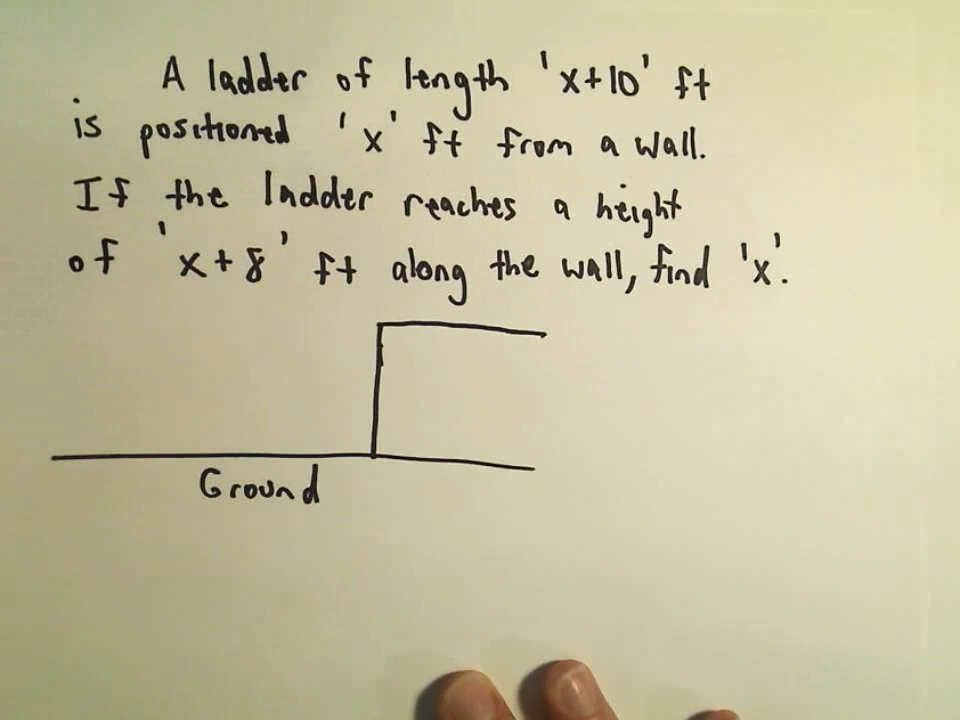 A ladder of length 'x+10' ft
is positioned 'x' ft from a wall.
If the ladder reaches a height
of 'x+8' ft along the wall, find 'x'.
Ground